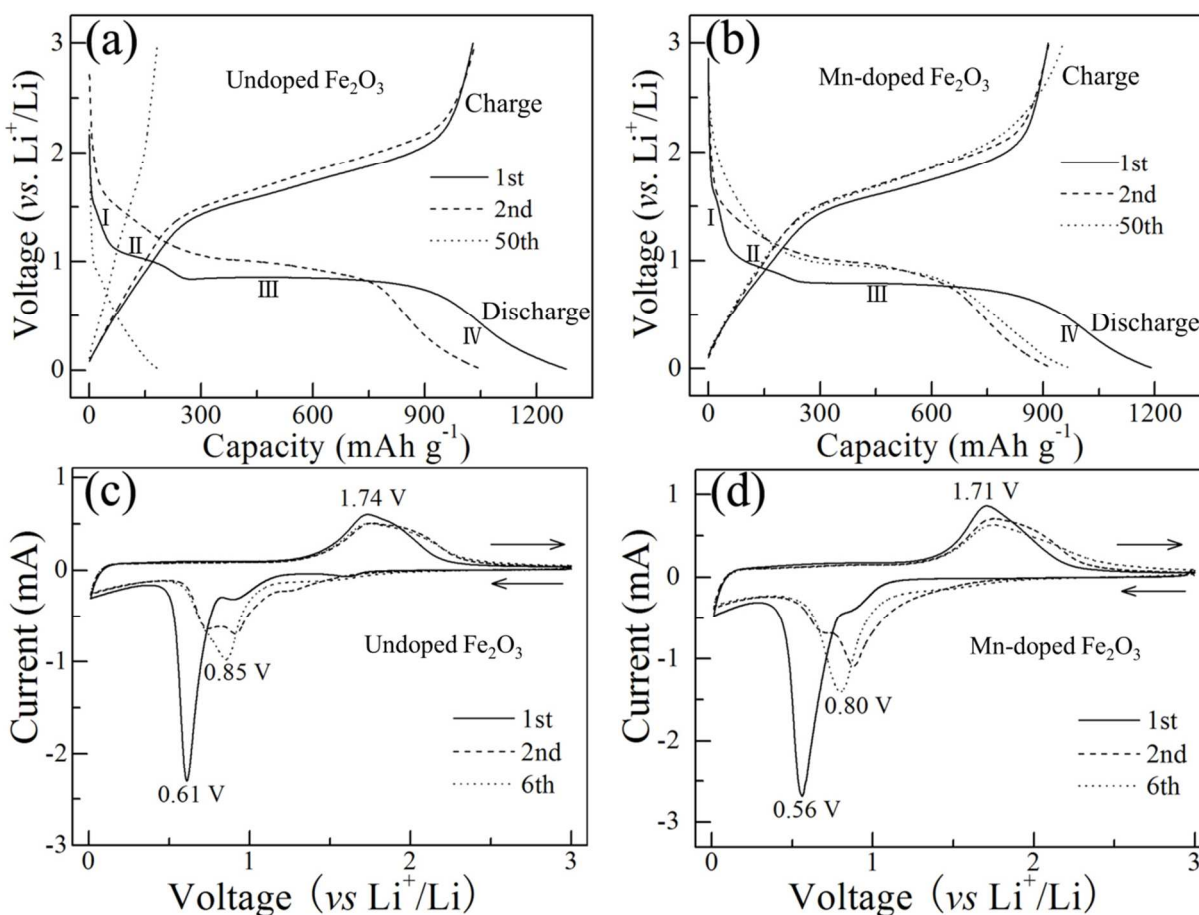 (a)
Undoped Fe₂O₃
Charge
1st
2nd
50th
I
II
III
IV
Discharge
Voltage (vs. Li⁺/Li)
3
2
1
0
0 300 600 900 1200
Capacity (mAh g⁻¹)
(b)
Mn-doped Fe₂O₃
Charge
1st
2nd
50th
I
II
III
IV
Discharge
Voltage (vs. Li⁺/Li)
3
2
1
0
0 300 600 900 1200
Capacity (mAh g⁻¹)
(c)
1.74 V
Undoped Fe₂O₃
0.85 V
0.61 V
1st
2nd
6th
Current (mA)
1
0
-1
-2
-3
0 1 2 3
Voltage (vs Li⁺/Li)
(d)
1.71 V
Mn-doped Fe₂O₃
0.80 V
0.56 V
1st
2nd
6th
Current (mA)
1
0
-1
-2
-3
0 1 2 3
Voltage (vs Li⁺/Li)